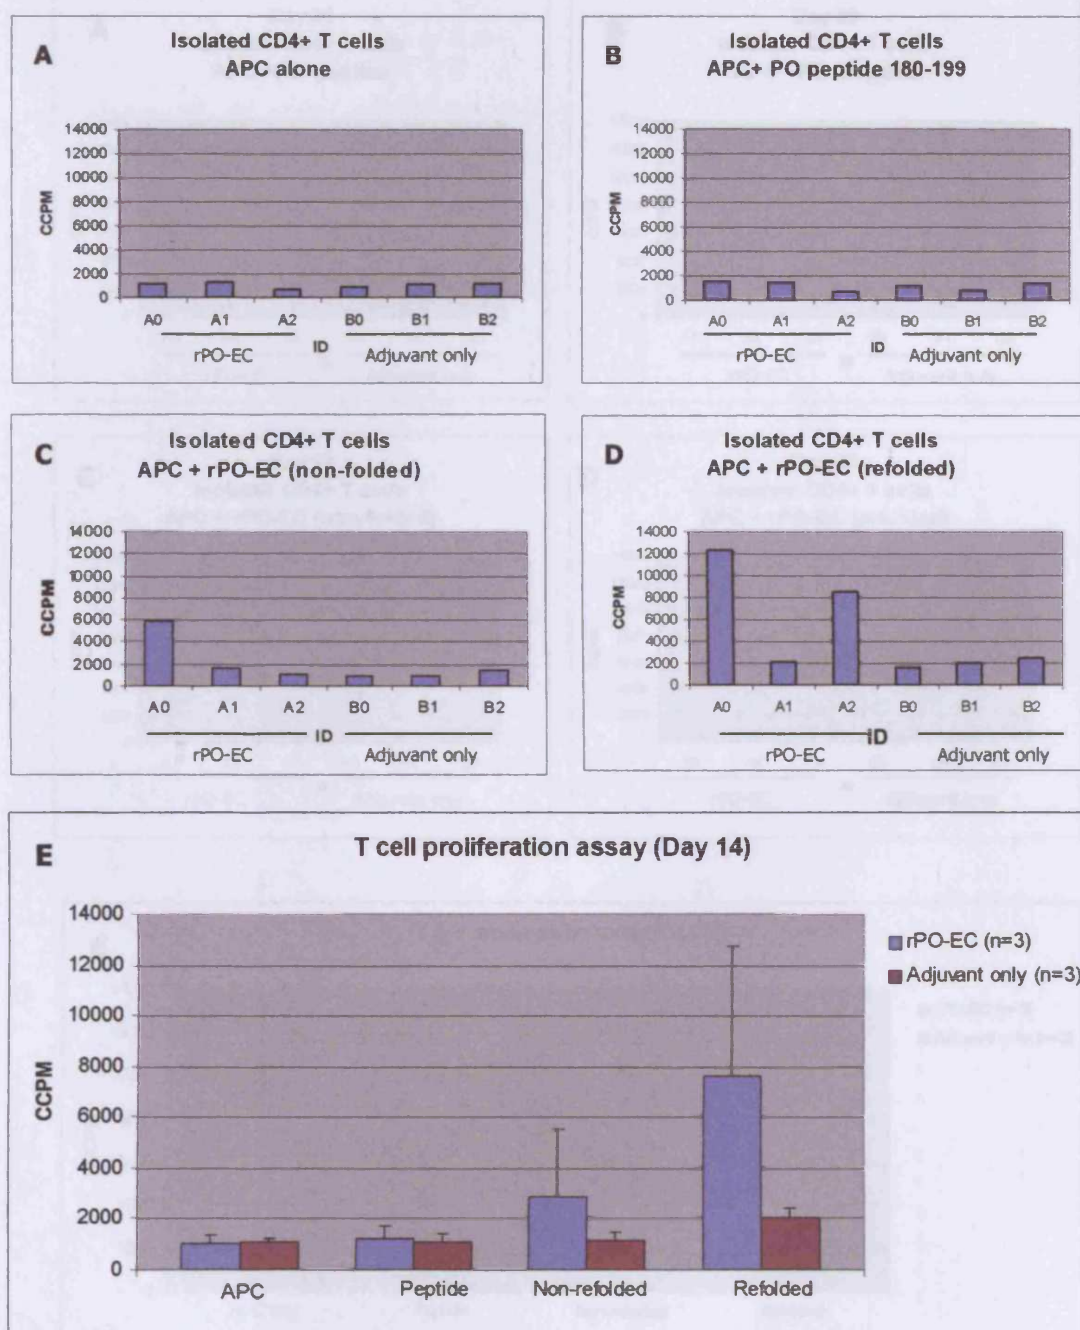 A
Isolated CD4+ T cells
APC alone
CCPM
14000
12000
10000
8000
6000
4000
2000
0
A0 A1 A2 B0 B1 B2
ID
rPO-EC Adjuvant only
B
Isolated CD4+ T cells
APC+ PO peptide 180-199
CCPM
14000
12000
10000
8000
6000
4000
2000
0
A0 A1 A2 B0 B1 B2
ID
rPO-EC Adjuvant only
C
Isolated CD4+ T cells
APC + rPO-EC (non-folded)
CCPM
14000
12000
10000
8000
6000
4000
2000
0
A0 A1 A2 B0 B1 B2
ID
rPO-EC Adjuvant only
D
Isolated CD4+ T cells
APC + rPO-EC (refolded)
CCPM
14000
12000
10000
8000
6000
4000
2000
0
A0 A1 A2 B0 B1 B2
ID
rPO-EC Adjuvant only
E
T cell proliferation assay (Day 14)
CCPM
14000
12000
10000
8000
6000
4000
2000
0
APC Peptide Non-refolded Refolded
rPO-EC (n=3)
Adjuvant only (n=3)